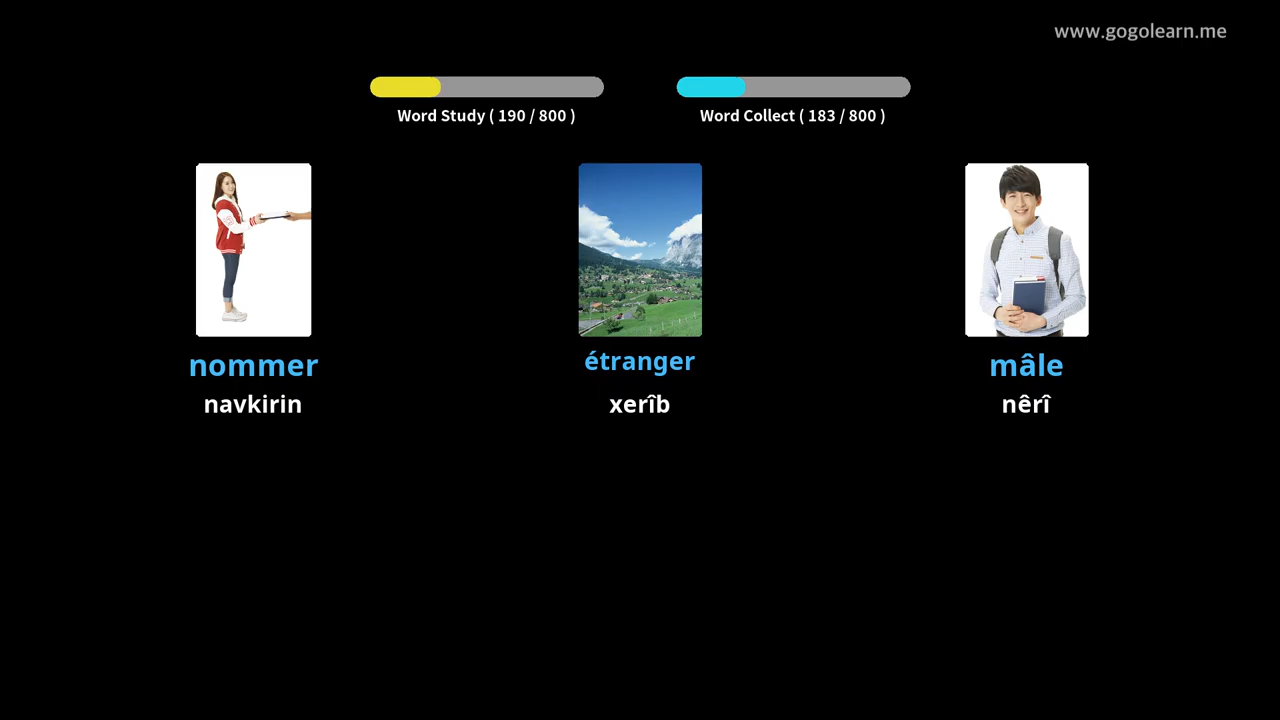 www.gogolearn.me
Word Study ( 190 / 800 )
Word Collect ( 183 / 800 )
nommer
étranger
mâle
navkirin
xerîb
nêrî